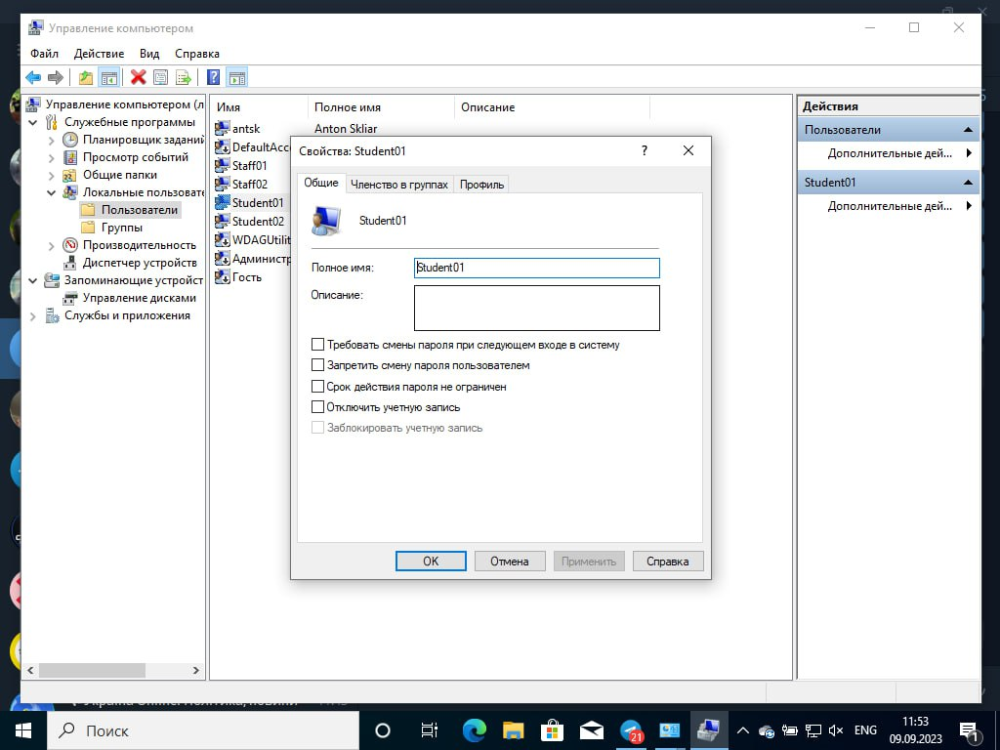 Управление компьютером
Файл Действие Вид Справка
Управление компьютером (л
Служебные программы
Планировщик заданий
Просмотр событий
Общие папки
Локальные пользовате
Пользователи
Группы
Производительность
Диспетчер устройств
Запоминающие устройст
Управление дисками
Службы и приложения
Имя Полное имя Описание
antsk Anton Skliar
DefaultAcc
Staff01
Staff02
Student01
Student02
WDAGUtilit
Администр
Гость
Свойства: Student01 ?
Общие Членство в группах Профиль
Student01
Полное имя: Student01
Описание:
Требовать смены пароля при следующем входе в систему
Запретить смену пароля пользователем
Срок действия пароля не ограничен
Отключить учетную запись
Заблокировать учетную запись
OK Отмена Применить Справка
Действия
Пользователи
Дополнительные дей...
Student01
Дополнительные дей...
Поиск
21
ENG
11:53
09.09.2023
1